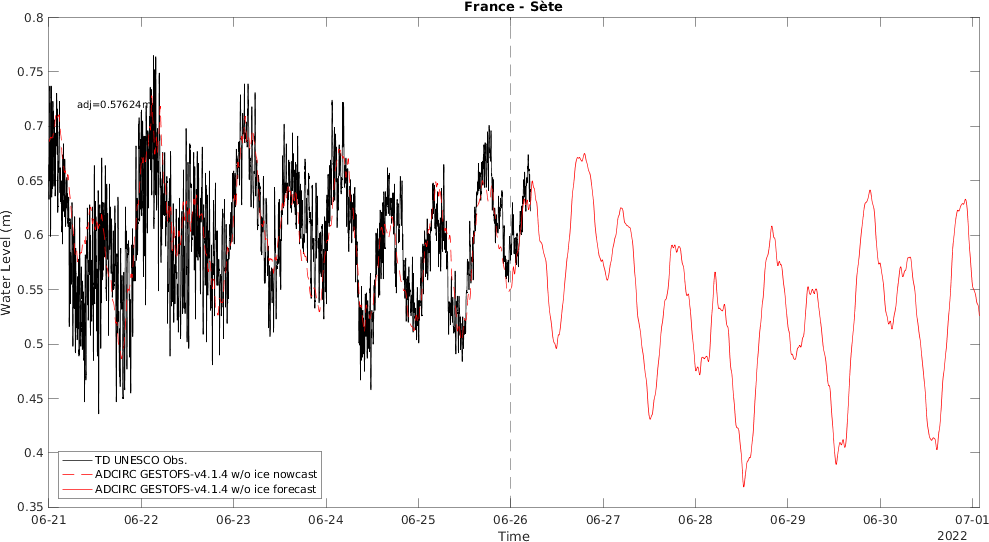 France - Sète
0.8
0.75
0.7
0.65
0.6
0.55
0.5
0.45
0.4
0.35
Water Level (m)
adj=0.57624m
TD UNESCO Obs.
ADCIRC GESTOFS-v4.1.4 w/o ice nowcast
ADCIRC GESTOFS-v4.1.4 w/o ice forecast
06-21 06-22 06-23 06-24 06-25 06-26 06-27 06-28 06-29 06-30 07-01
Time
2022